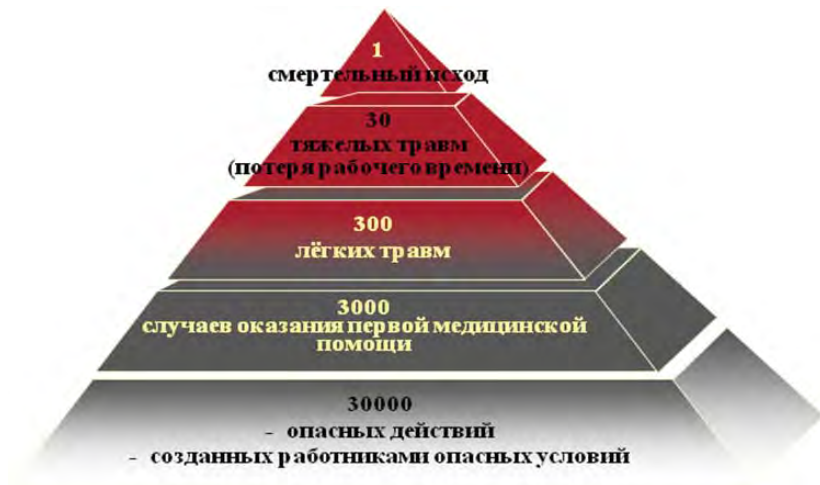 1
смертельный исход
30
тяжелых травм
(потеря рабочего времени)
300
лёгких травм
3000
случаев оказания первой медицинской
помощи
30000
- опасных действий
- созданных работниками опасных условий